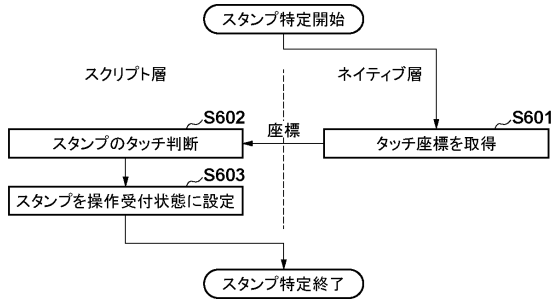 スタンプ特定開始
スクリプト層
ネイティブ層
S602
座標
S601
スタンプのタッチ判断
タッチ座標を取得
S603
スタンプを操作受付状態に設定
スタンプ特定終了